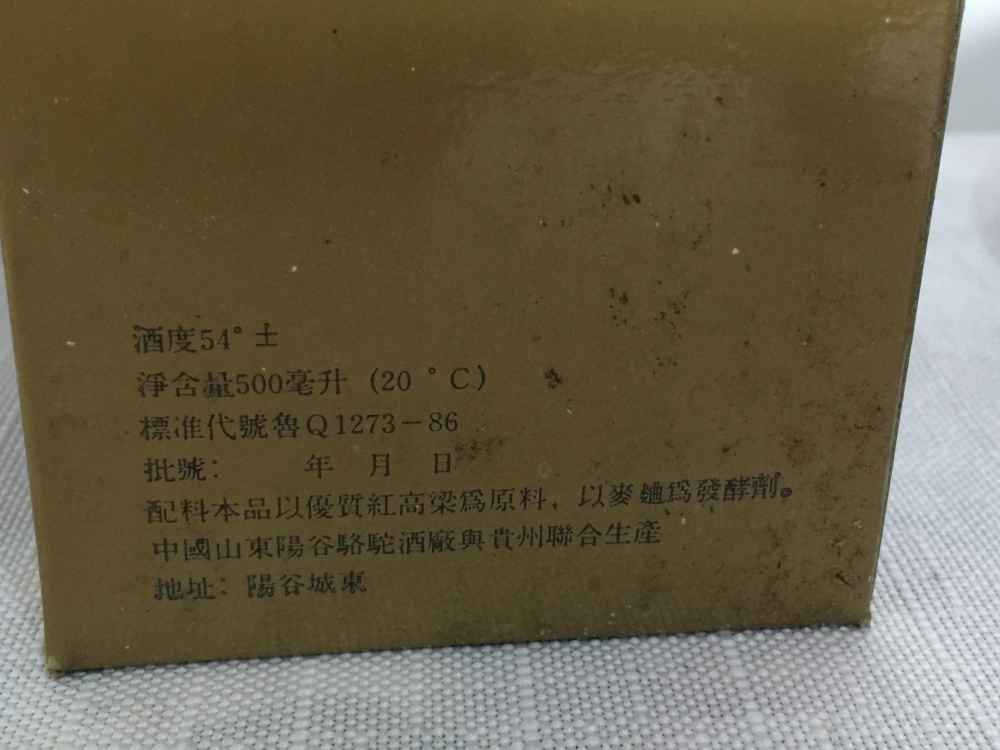 酒度54°士
淨含量500毫升（20 °C）
標准代號魯Q1273－86
批號： 年 月 日
配料本品以優質紅高梁爲原料，以麥 爲發酵劑。
中國山東陽谷駱駝酒廠與貴州聯合生產
地址：陽谷城東